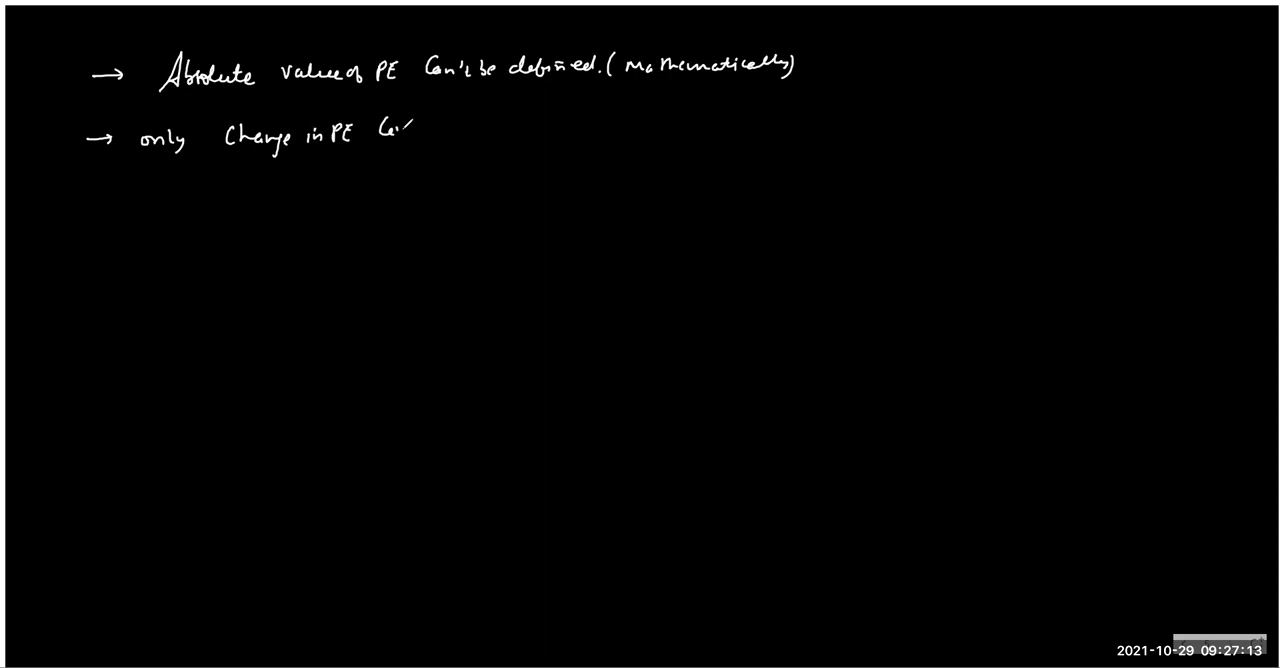 → Absolute value of PE can't be defined. (Mathematically)
→ only change in PE
2021-10-29 09:27:13